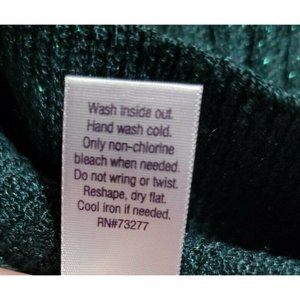 Wash inside out.
Hand wash cold.
Only non-chlorine
bleach when needed.
Do not wring or twist.
Reshape, dry flat.
Cool iron if needed.
RN#73277